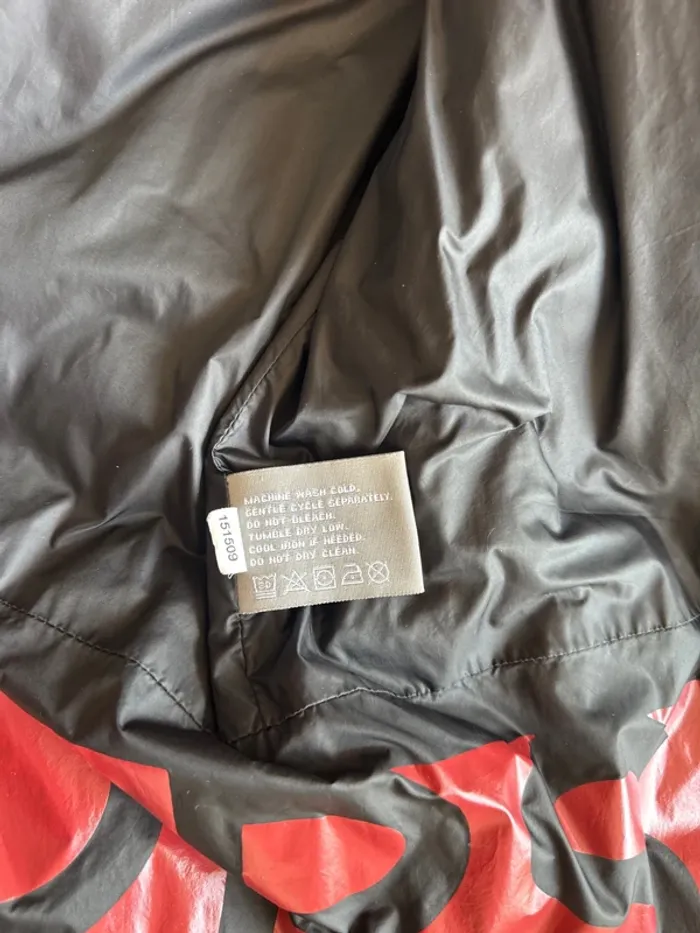 MACHINE WASH COLD.
GENTLE CYCLE SEPARATELY.
DO NOT BLEACH.
TUMBLE DRY LOW.
COOL IRON IF NEEDED.
DO NOT DRY CLEAN.
151509